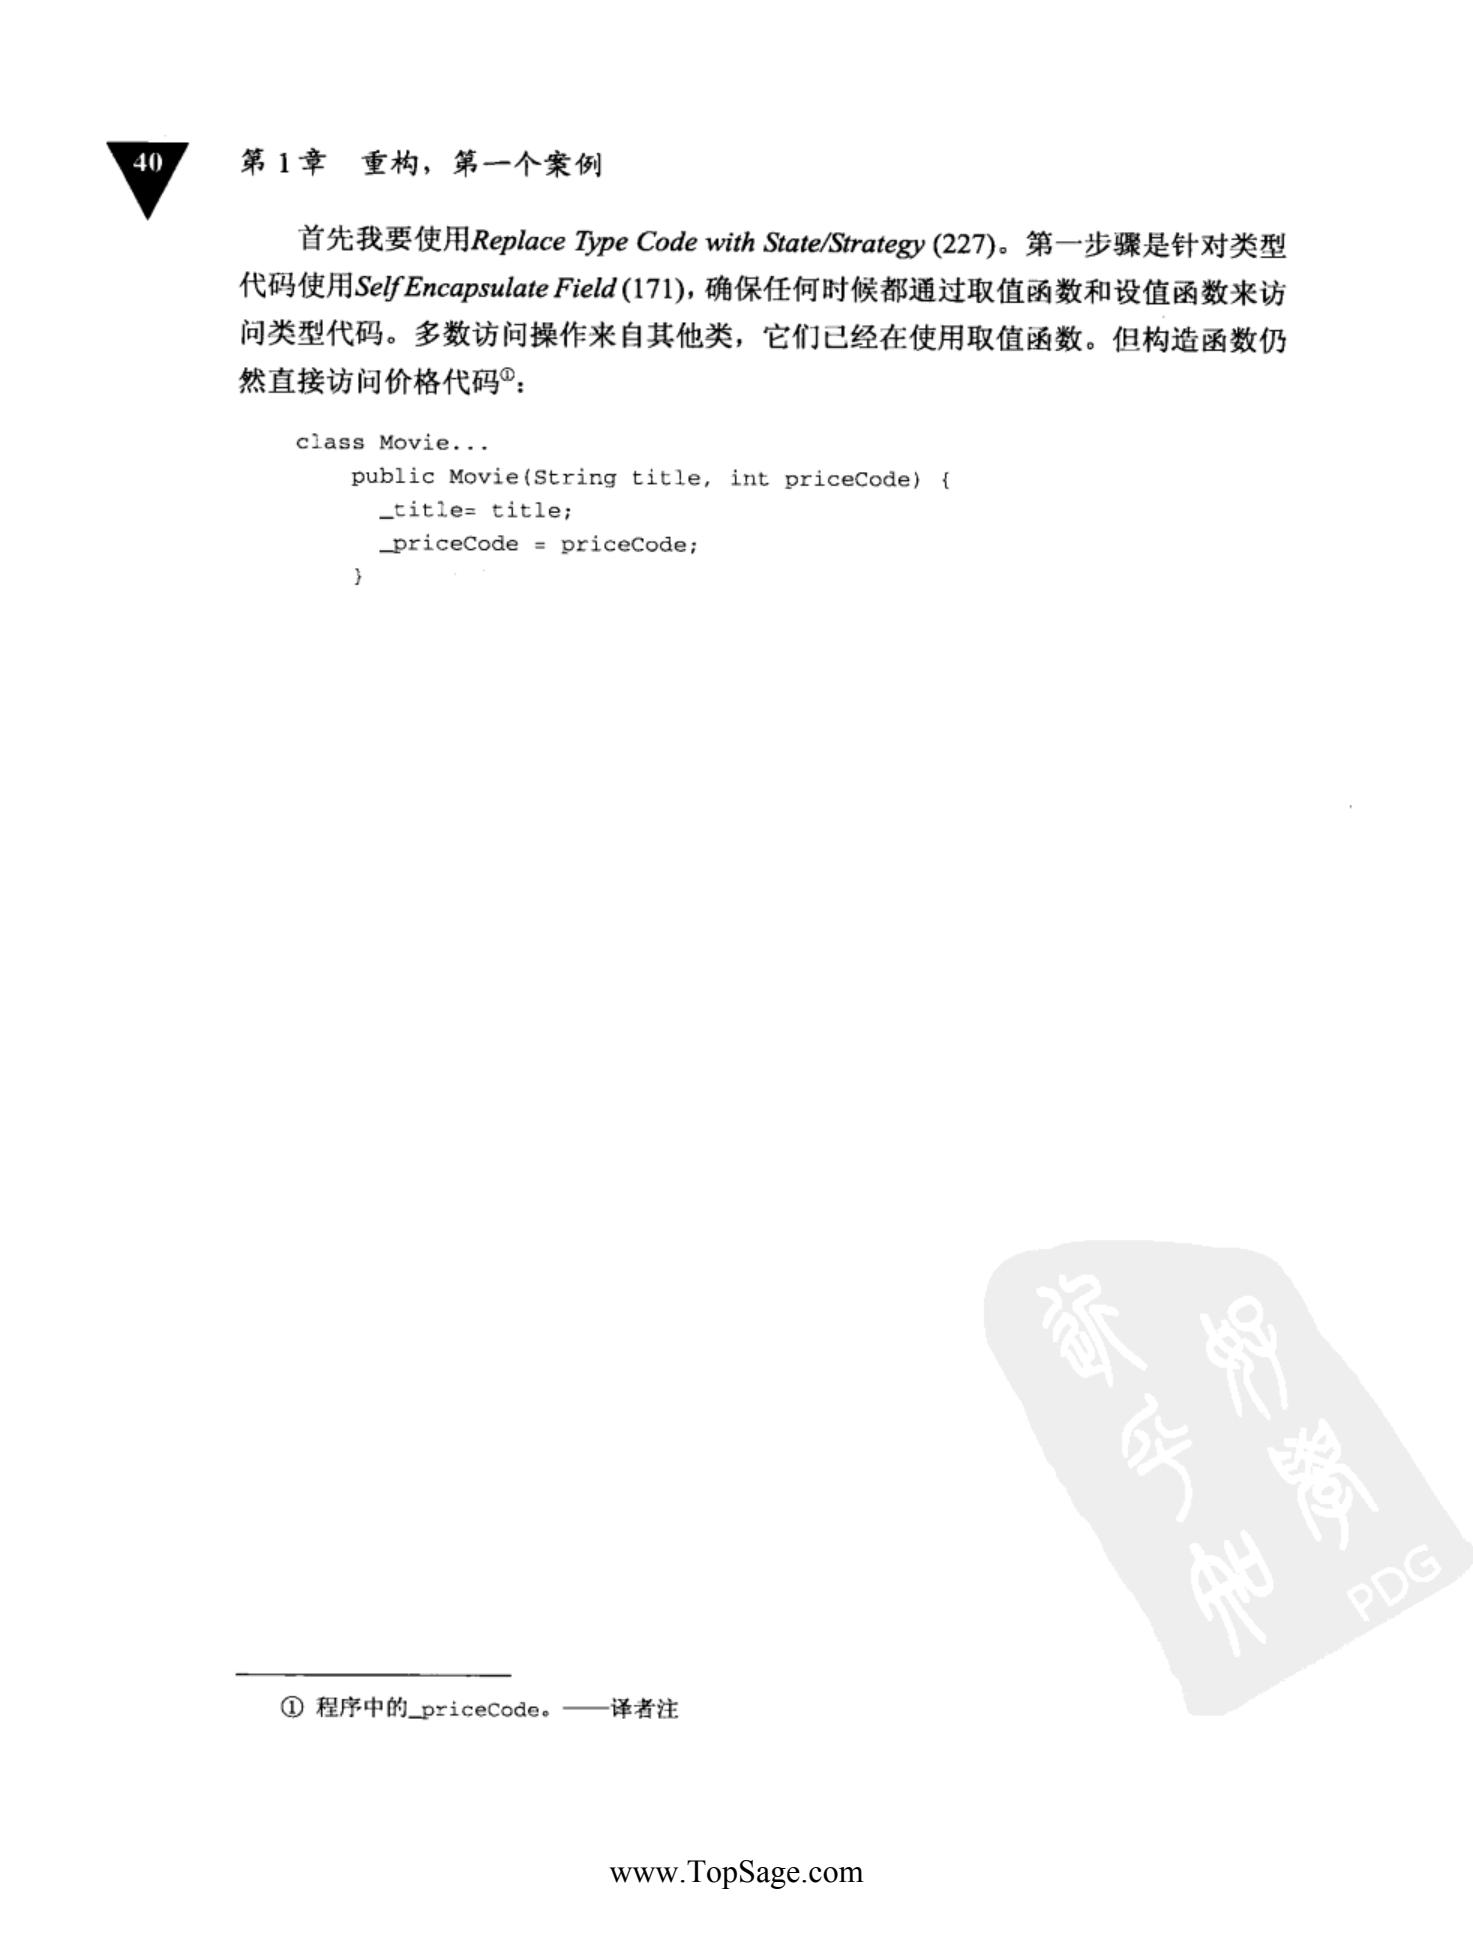 40
第 1 章 重构，第一个案例
首先我要使用Replace Type Code with State/Strategy (227)。第一步骤是针对类型
代码使用Self Encapsulate Field (171)，确保任何时候都通过取值函数和设值函数来访
问类型代码。多数访问操作来自其他类，它们已经在使用取值函数。但构造函数仍
然直接访问价格代码①：
class Movie...
public Movie(String title, int priceCode) {
_title= title;
_priceCode = priceCode;
}
PDG
① 程序中的_priceCode。——译者注
www.TopSage.com